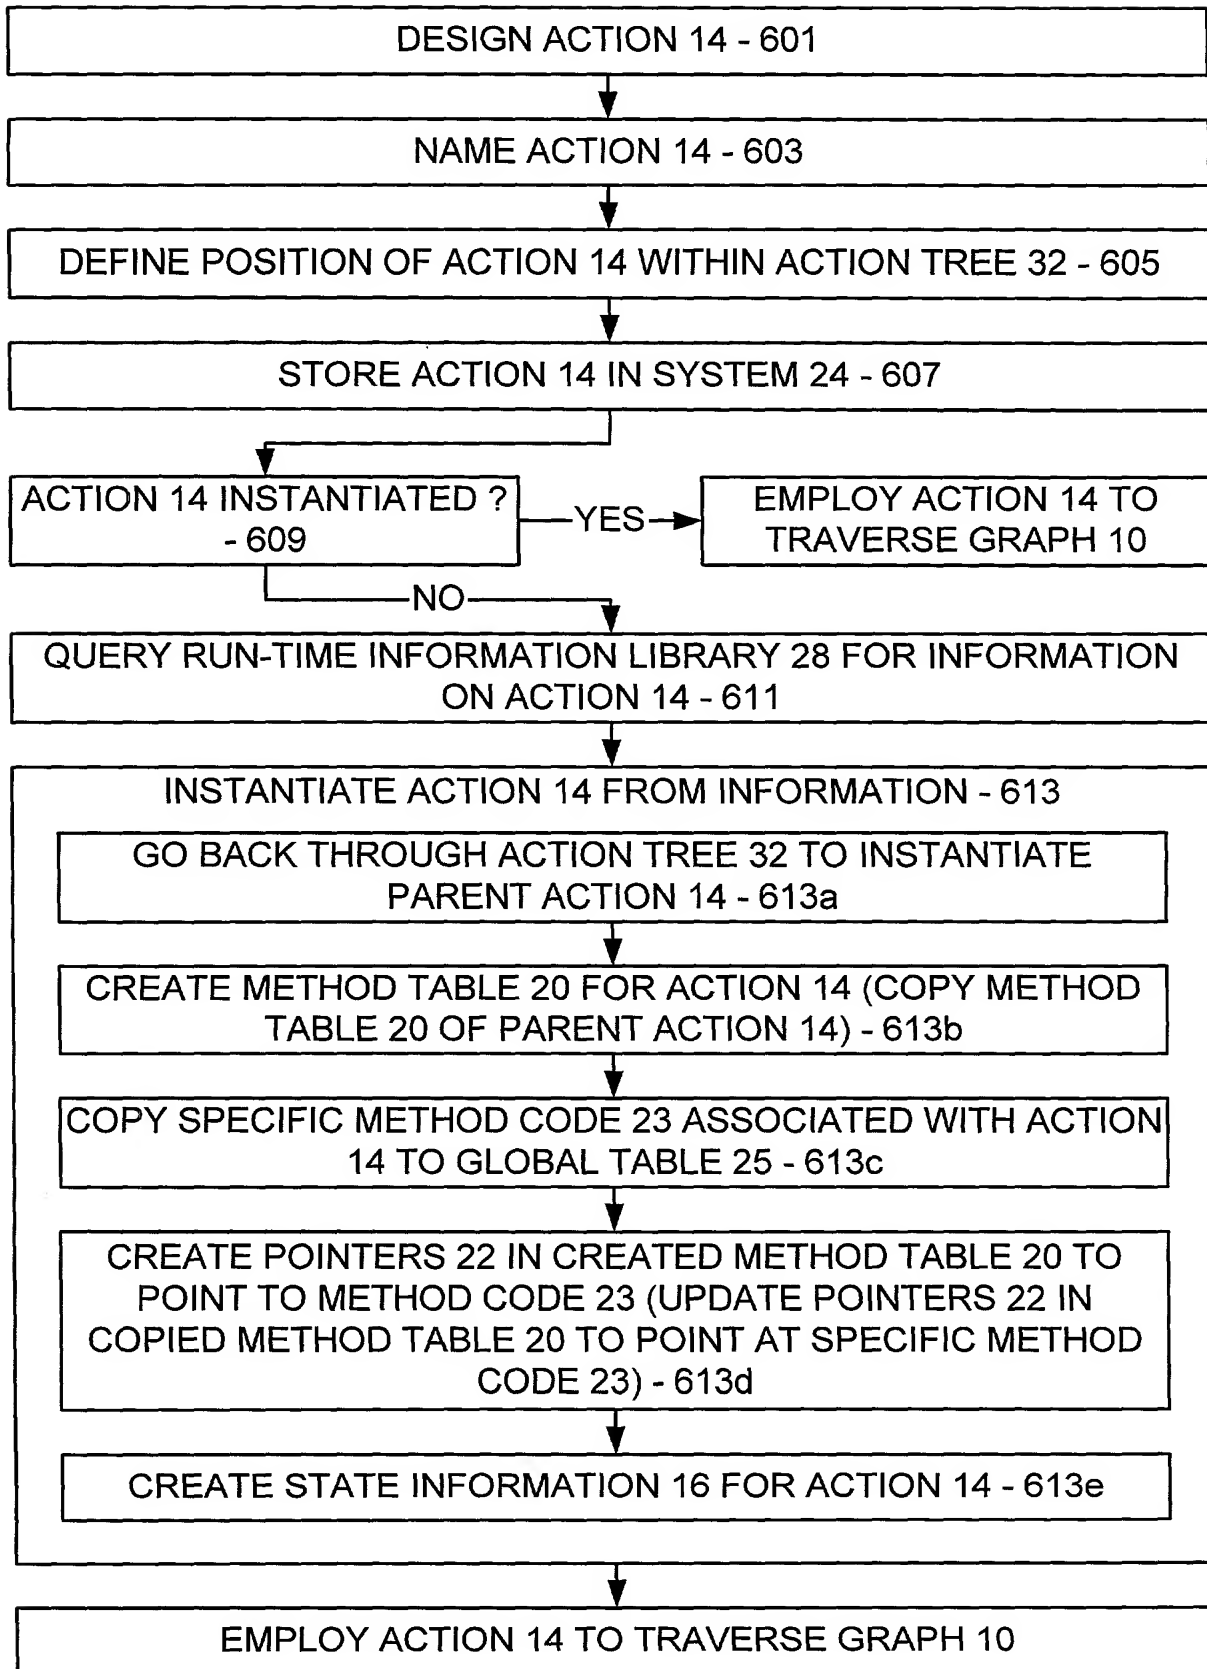 DESIGN ACTION 14 - 601
NAME ACTION 14 - 603
DEFINE POSITION OF ACTION 14 WITHIN ACTION TREE 32 - 605
STORE ACTION 14 IN SYSTEM 24 - 607
ACTION 14 INSTANTIATED ?
- 609
YES
EMPLOY ACTION 14 TO
TRAVERSE GRAPH 10
NO
QUERY RUN-TIME INFORMATION LIBRARY 28 FOR INFORMATION
ON ACTION 14 - 611
INSTANTIATE ACTION 14 FROM INFORMATION - 613
GO BACK THROUGH ACTION TREE 32 TO INSTANTIATE
PARENT ACTION 14 - 613a
CREATE METHOD TABLE 20 FOR ACTION 14 (COPY METHOD
TABLE 20 OF PARENT ACTION 14) - 613b
COPY SPECIFIC METHOD CODE 23 ASSOCIATED WITH ACTION
14 TO GLOBAL TABLE 25 - 613c
CREATE POINTERS 22 IN CREATED METHOD TABLE 20 TO
POINT TO METHOD CODE 23 (UPDATE POINTERS 22 IN
COPIED METHOD TABLE 20 TO POINT AT SPECIFIC METHOD
CODE 23) - 613d
CREATE STATE INFORMATION 16 FOR ACTION 14 - 613e
EMPLOY ACTION 14 TO TRAVERSE GRAPH 10